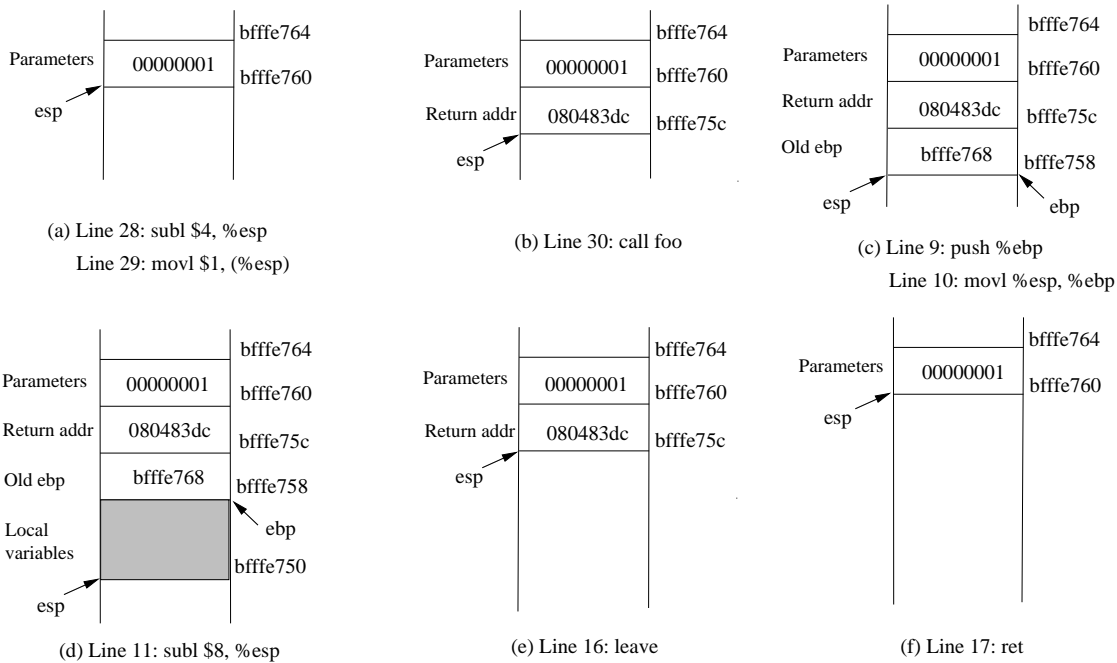 bfffe764
Parameters
00000001
bfffe760
esp
(a) Line 28: subl $4, %esp
Line 29: movl $1, (%esp)
bfffe764
Parameters
00000001
bfffe760
Return addr
080483dc
bfffe75c
esp
(b) Line 30: call foo
bfffe764
Parameters
00000001
bfffe760
Return addr
080483dc
bfffe75c
Old ebp
bfffe768
bfffe758
esp
ebp
(c) Line 9: push %ebp
Line 10: movl %esp, %ebp
bfffe764
Parameters
00000001
bfffe760
Return addr
080483dc
bfffe75c
Old ebp
bfffe768
bfffe758
ebp
Local
variables
bfffe750
esp
(d) Line 11: subl $8, %esp
bfffe764
Parameters
00000001
bfffe760
Return addr
080483dc
bfffe75c
esp
(e) Line 16: leave
bfffe764
Parameters
00000001
bfffe760
esp
(f) Line 17: ret